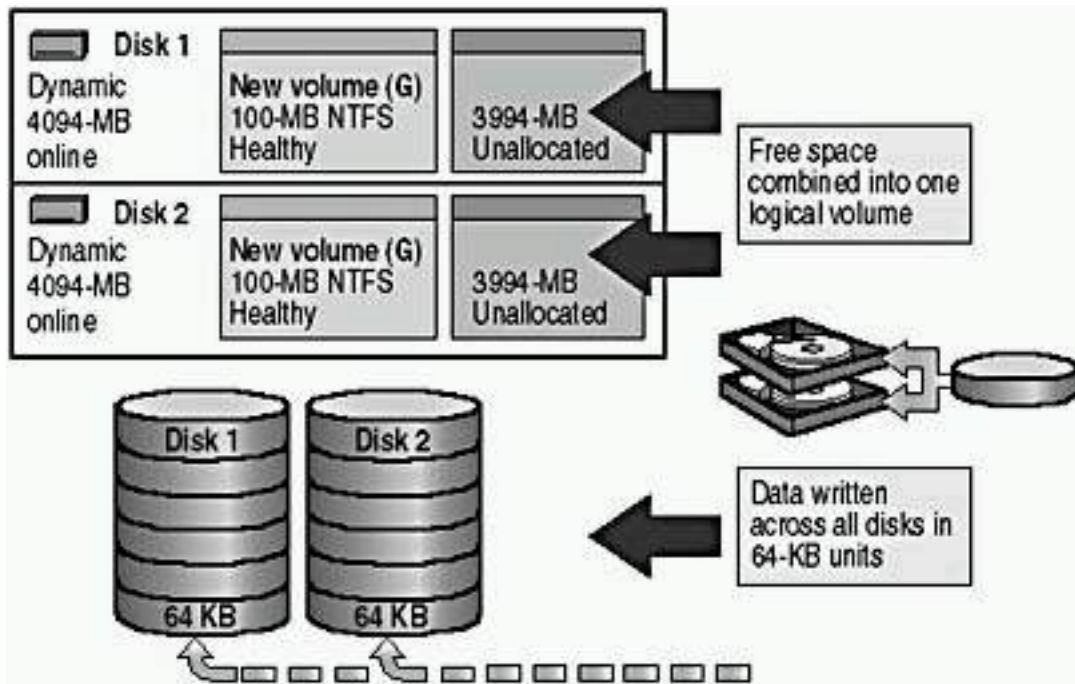 Disk 1
Dynamic
4094-MB
online
New volume (G)
100-MB NTFS
Healthy
3994-MB
Unallocated
Disk 2
Dynamic
4094-MB
online
New volume (G)
100-MB NTFS
Healthy
3994-MB
Unallocated
Free space
combined into one
logical volume
Disk 1
64 KB
Disk 2
64 KB
Data written
across all disks in
64-KB units